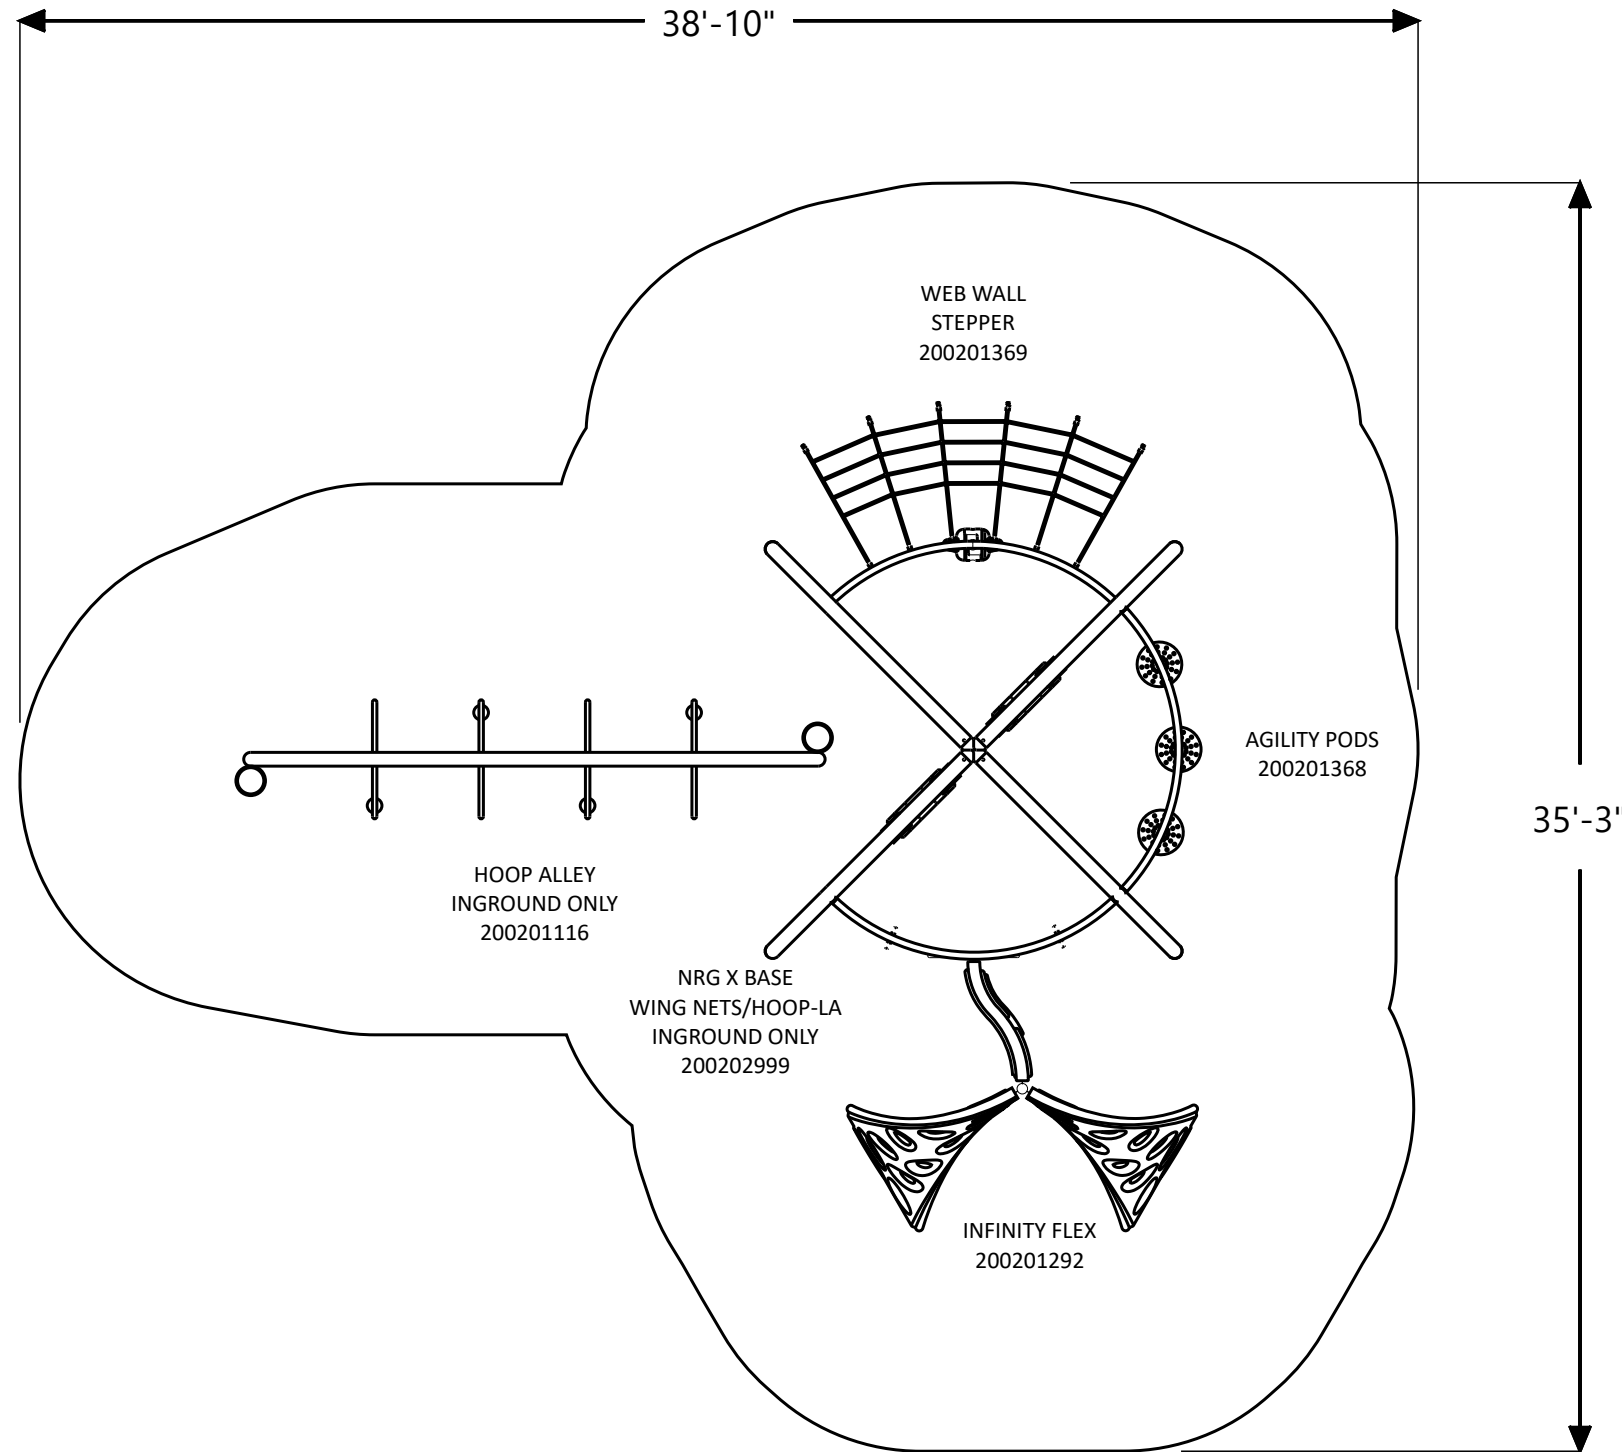 38'-10"
WEB WALL
STEPPER
200201369
AGILITY PODS
200201368
35'-3"
HOOP ALLEY
INGROUND ONLY
200201116
NRG X BASE
WING NETS/HOOP-LA
INGROUND ONLY
200202999
INFINITY FLEX
200201292